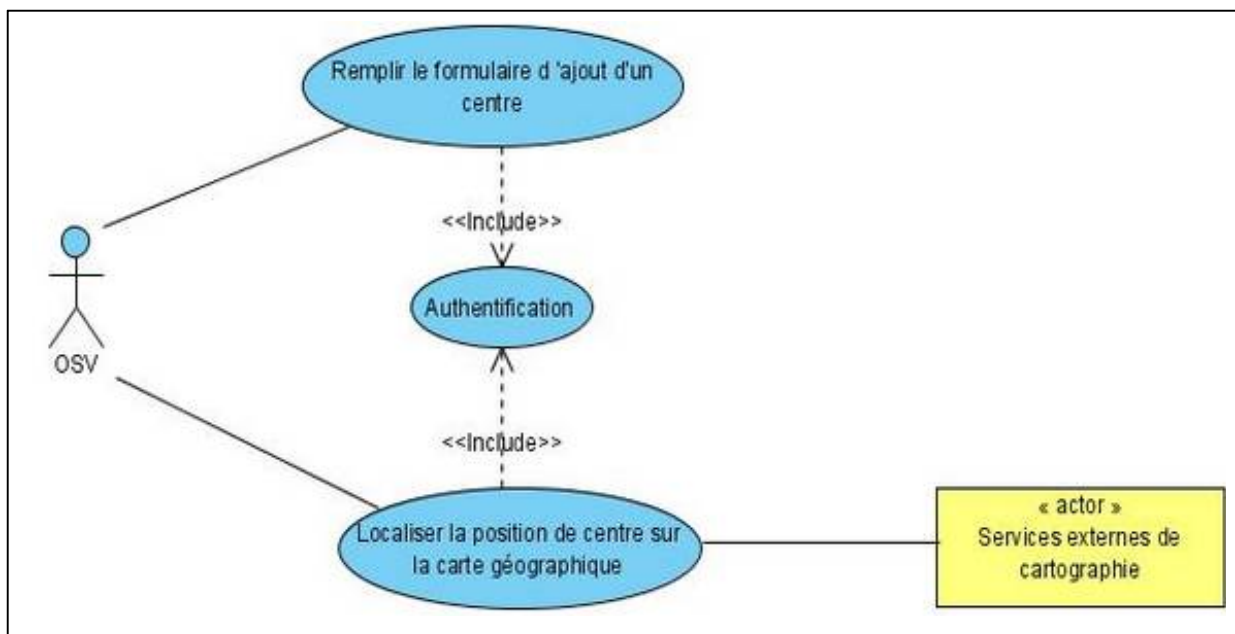 Remplir le formulaire d 'ajout d'un
centre
<<Include>>
Authentification
OSV
<<Include>>
Localiser la position de centre sur
la carte géographique
« actor »
Services externes de
cartographie